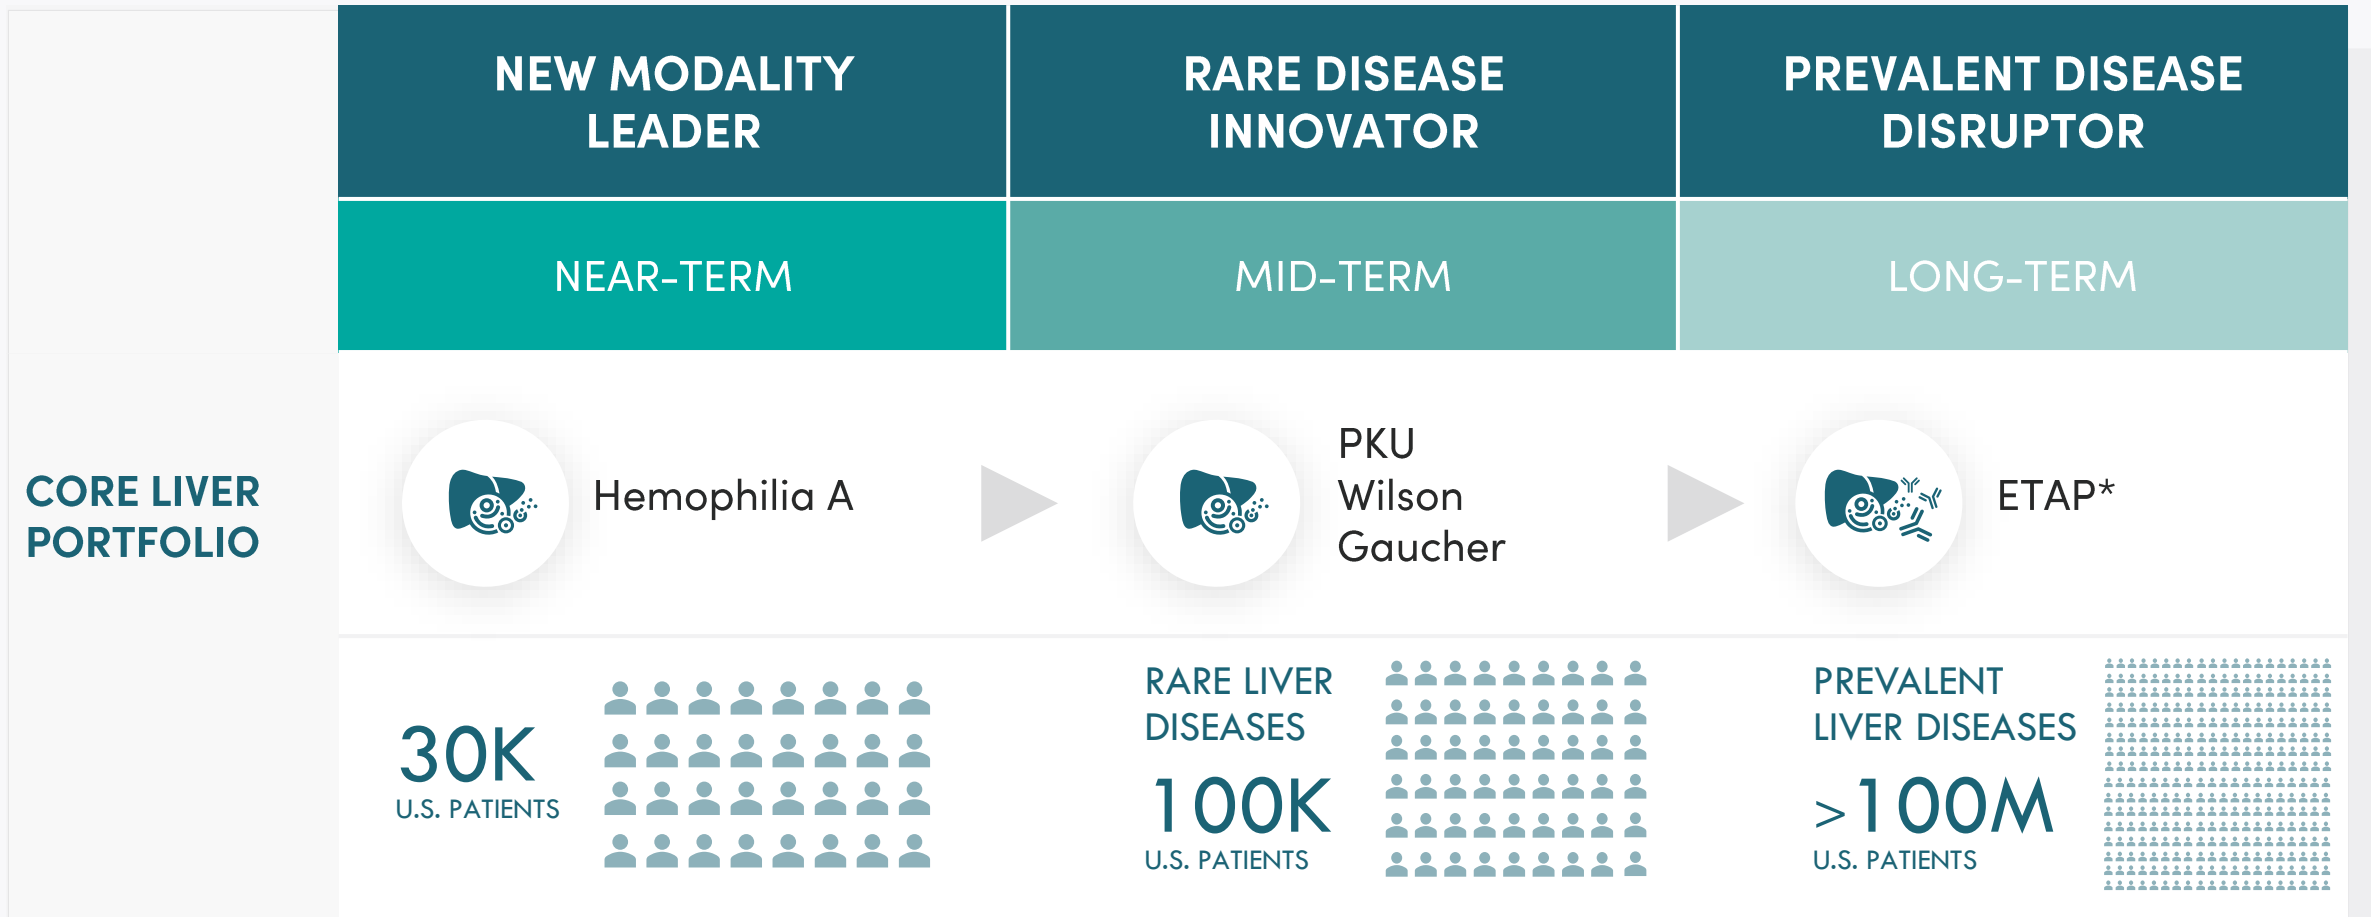 NEW MODALITY
LEADER
RARE DISEASE
INNOVATOR
PREVALENT DISEASE
DISRUPTOR
NEAR-TERM
MID-TERM
LONG-TERM
CORE LIVER
PORTFOLIO
Hemophilia A
PKU
Wilson
Gaucher
ETAP*
30K
U.S. PATIENTS
RARE LIVER
DISEASES
100K
U.S. PATIENTS
PREVALENT
LIVER DISEASES
>100M
U.S. PATIENTS